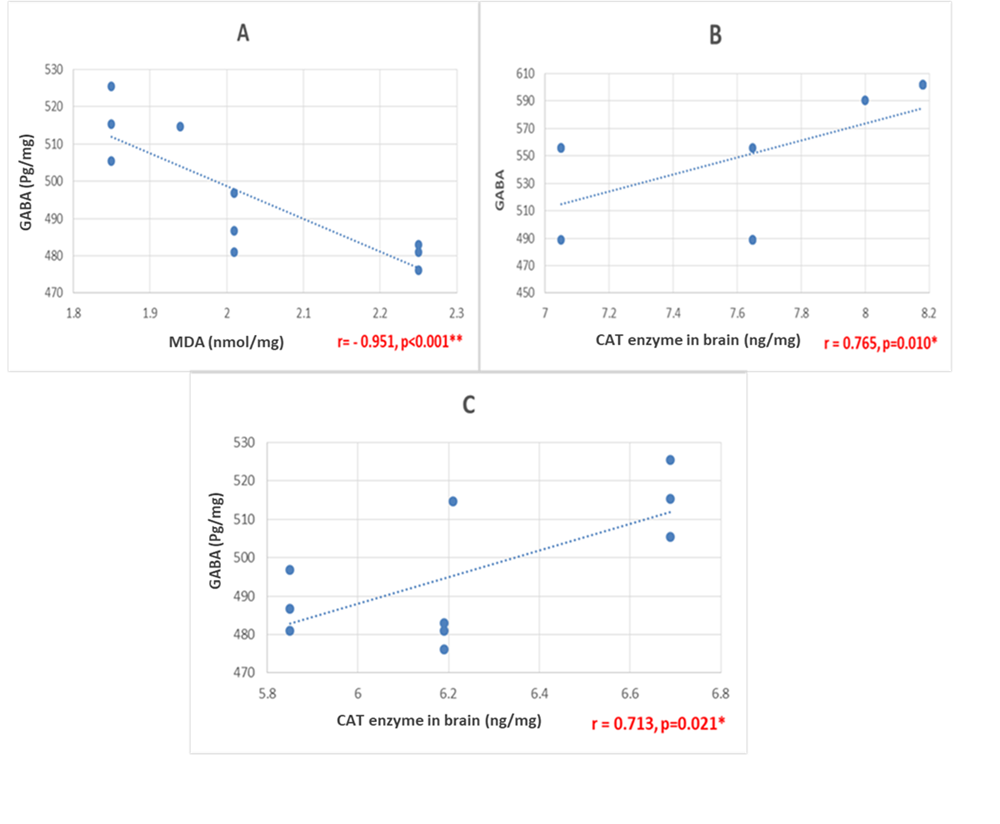 A
530
520
510
500
490
480
470
GABA (Pg/mg)
1.8 1.9 2 2.1 2.2 2.3
MDA (nmol/mg)
r= - 0.951, p<0.001**
B
610
590
570
550
530
510
490
470
450
GABA
7 7.2 7.4 7.6 7.8 8 8.2
CAT enzyme in brain (ng/mg)
r = 0.765, p=0.010*
C
530
520
510
500
490
480
470
GABA (Pg/mg)
5.8 6 6.2 6.4 6.6 6.8
CAT enzyme in brain (ng/mg)
r = 0.713, p=0.021*